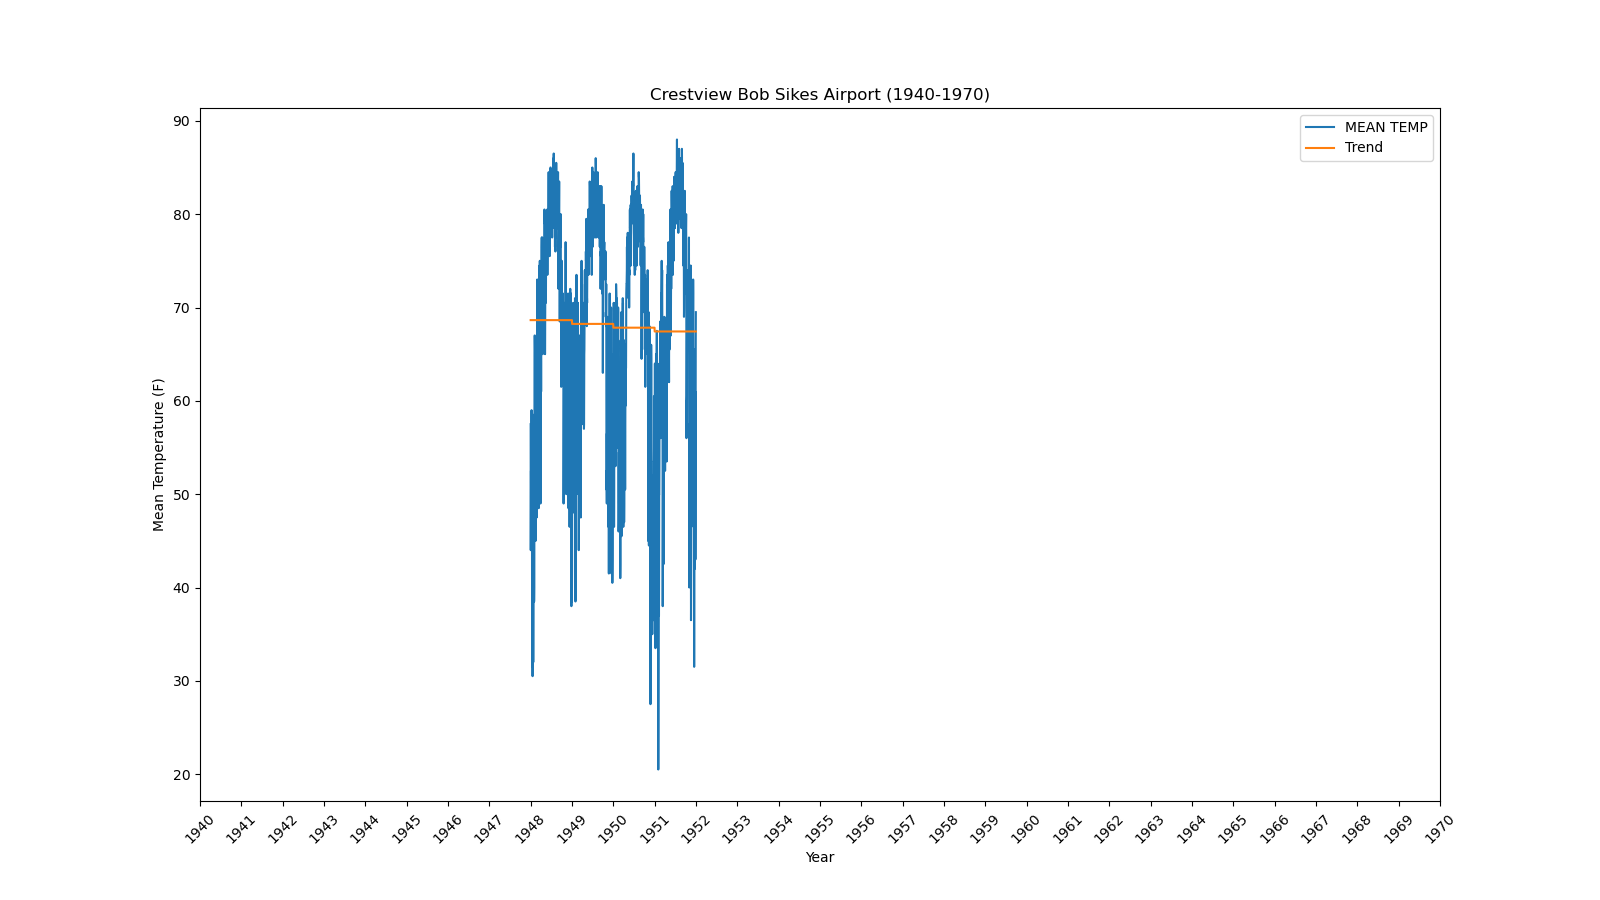 Crestview Bob Sikes Airport (1940-1970)
MEAN TEMP
Trend
90
80
70
60
50
40
30
20
Mean Temperature (F)
1940 1941 1942 1943 1944 1945 1946 1947 1948 1949 1950 1951 1952 1953 1954 1955 1956 1957 1958 1959 1960 1961 1962 1963 1964 1965 1966 1967 1968 1969 1970
Year